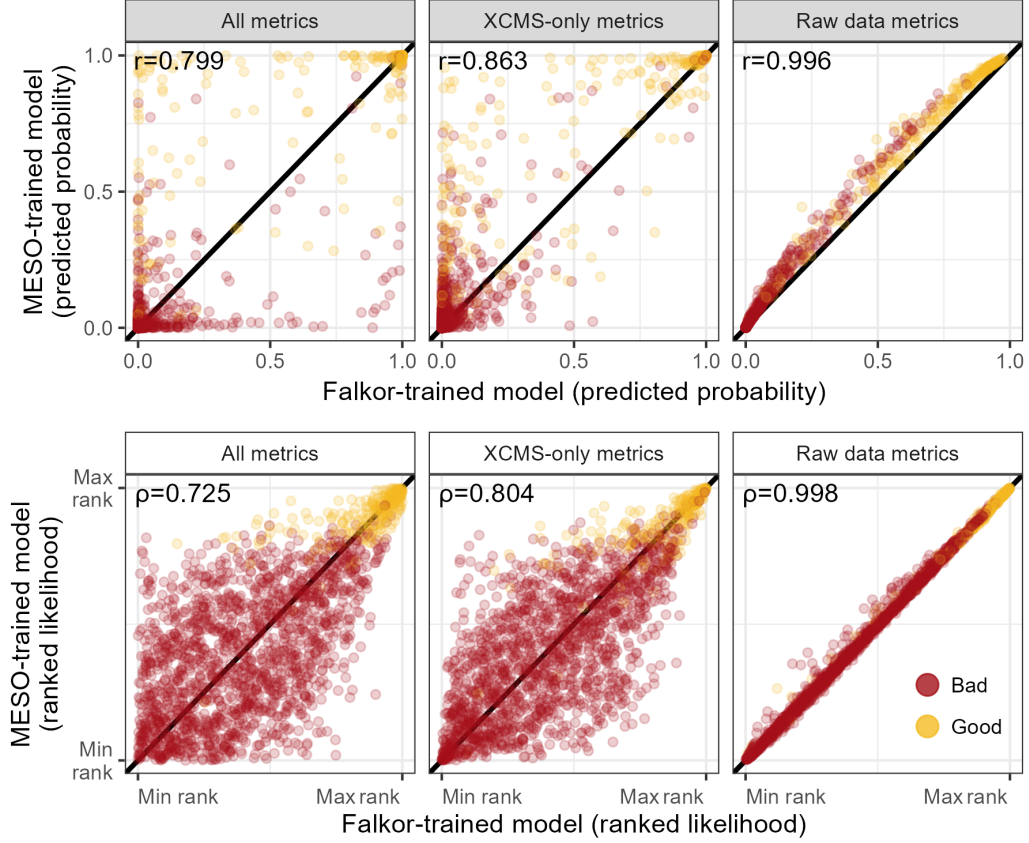 All metrics
XCMS-only metrics
Raw data metrics
r=0.799
r=0.863
r=0.996
MESO-trained model
(predicted probability)
1.0
0.5
0.0
0.0 0.5 1.0
0.0 0.5 1.0
0.0 0.5 1.0
Falkor-trained model (predicted probability)
All metrics
XCMS-only metrics
Raw data metrics
ρ=0.725
ρ=0.804
ρ=0.998
MESO-trained model
(ranked likelihood)
Max
rank
Min
rank
Bad
Good
Min rank Max rank
Min rank Max rank
Min rank Max rank
Falkor-trained model (ranked likelihood)